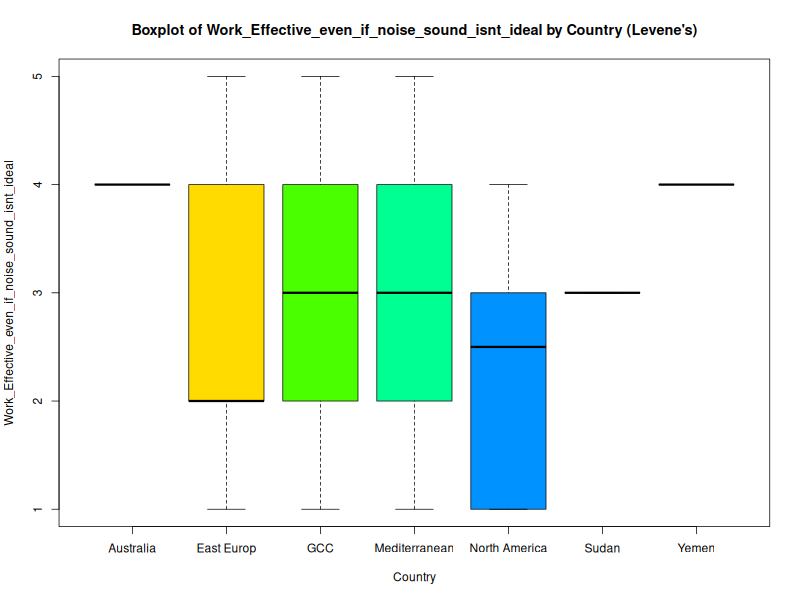 Boxplot of Work_Effective_even_if_noise_sound_isnt_ideal by Country (Levene's)
Work_Effective_even_if_noise_sound_isnt_ideal
5
4
3
2
1
Australia
East Europ
GCC
Mediterranean
North America
Sudan
Yemen
Country